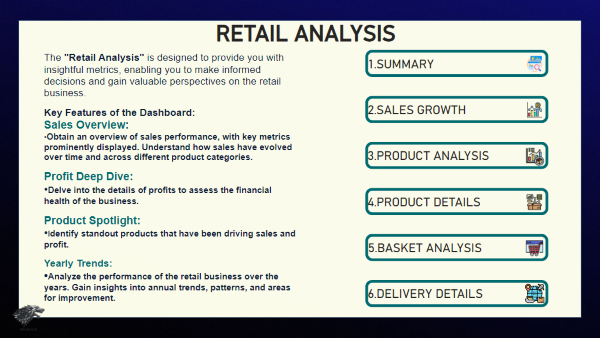 RETAIL ANALYSIS
The "Retail Analysis" is designed to provide you with
insightful metrics, enabling you to make informed
decisions and gain valuable perspectives on the retail
business.
Key Features of the Dashboard:
Sales Overview:
•Obtain an overview of sales performance, with key metrics
prominently displayed. Understand how sales have evolved
over time and across different product categories.
Profit Deep Dive:
•Delve into the details of profits to assess the financial
health of the business.
Product Spotlight:
•Identify standout products that have been driving sales and
profit.
Yearly Trends:
•Analyze the performance of the retail business over the
years. Gain insights into annual trends, patterns, and areas
for improvement.
1.SUMMARY
2.SALES GROWTH
3.PRODUCT ANALYSIS
4.PRODUCT DETAILS
5.BASKET ANALYSIS
6.DELIVERY DETAILS